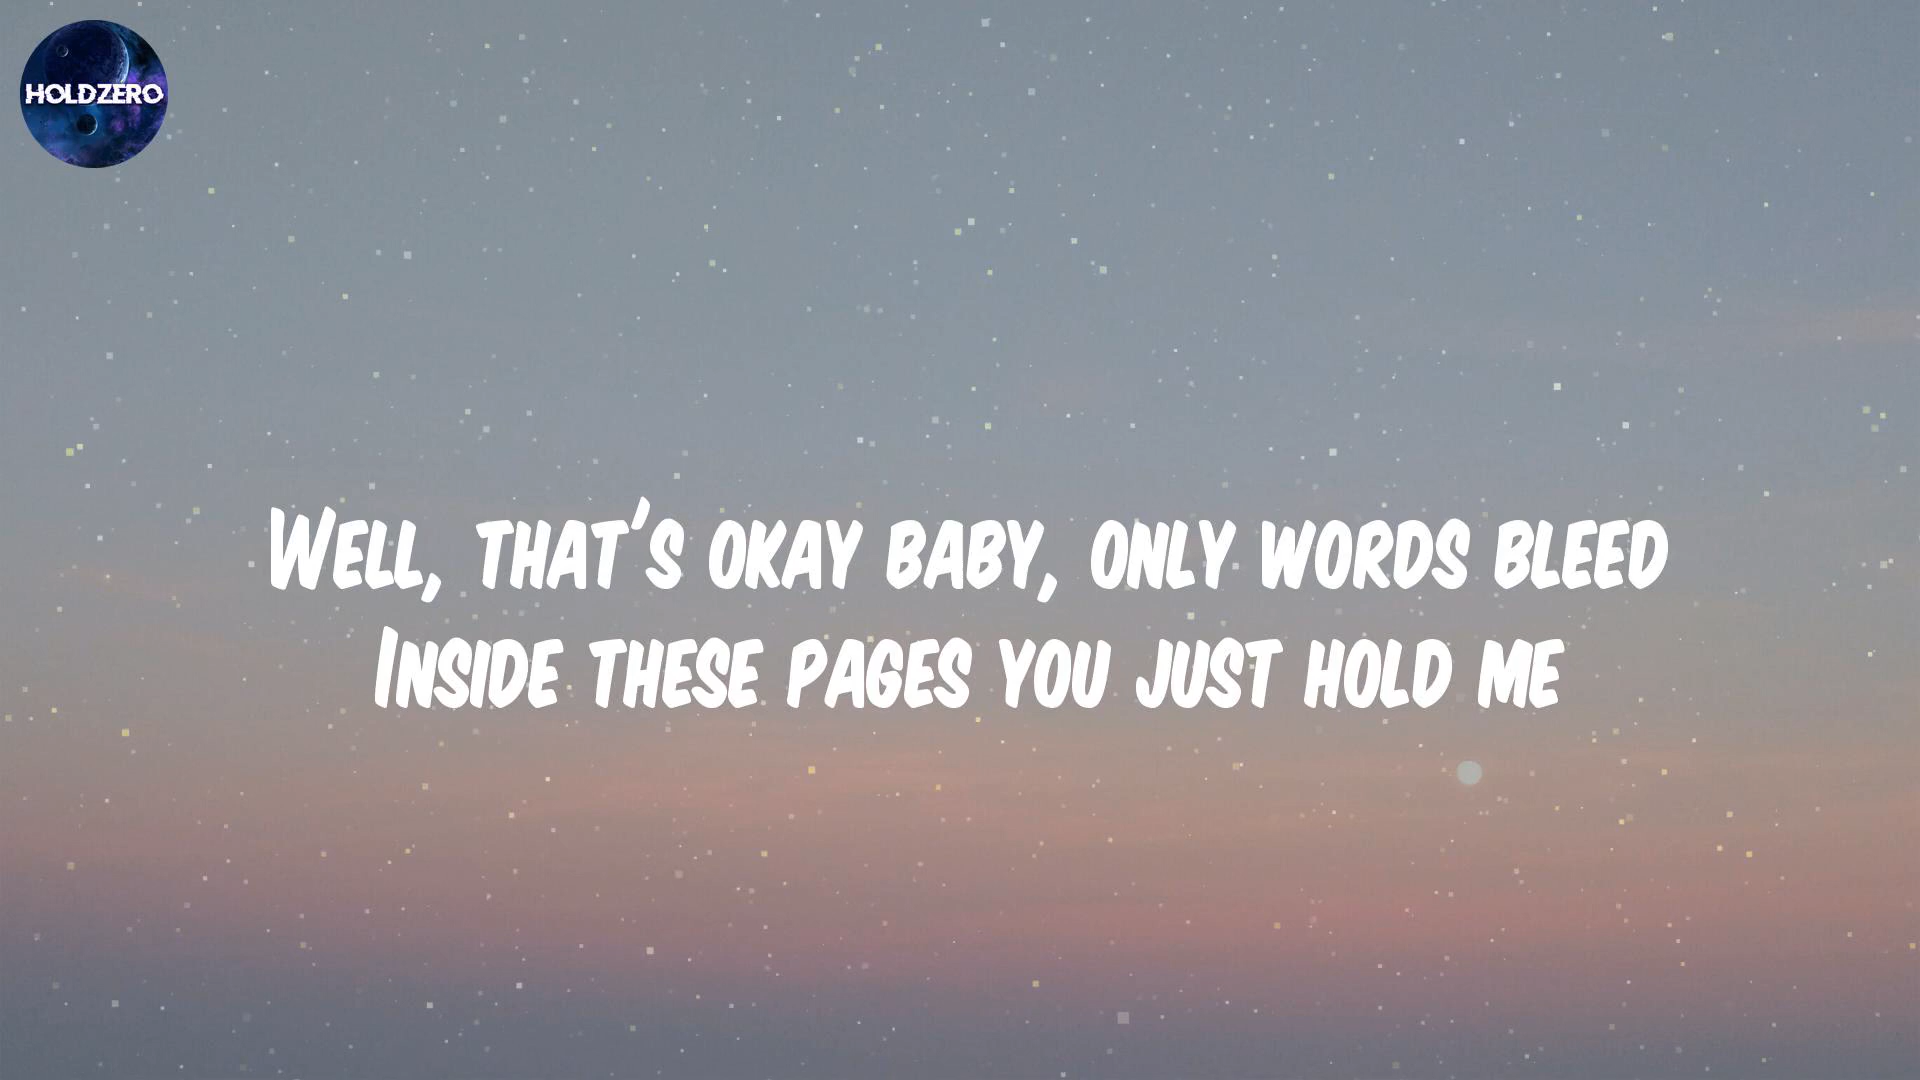 HOLDZERO
Well, that's okay baby, only words bleed
Inside these pages you just hold me